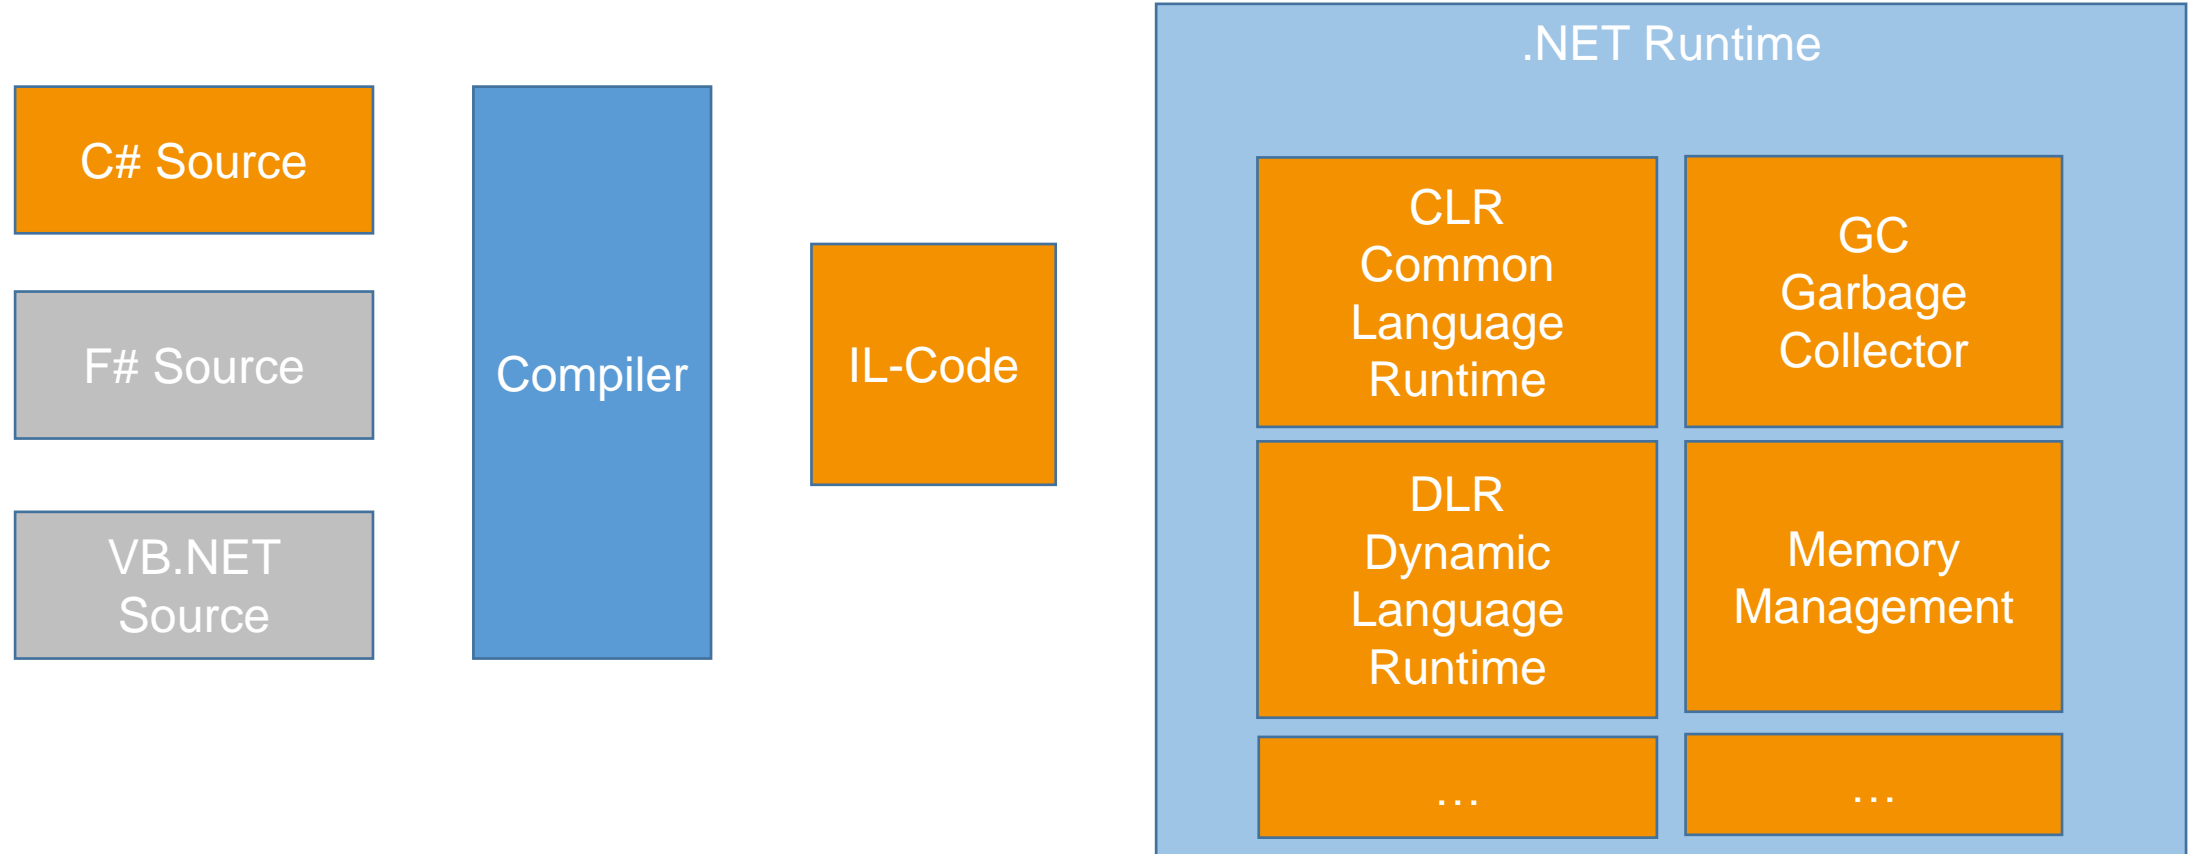 .NET Runtime
C# Source
F# Source
VB.NET
Source
Compiler
IL-Code
CLR
Common
Language
Runtime
GC
Garbage
Collector
DLR
Dynamic
Language
Runtime
Memory
Management
…
…